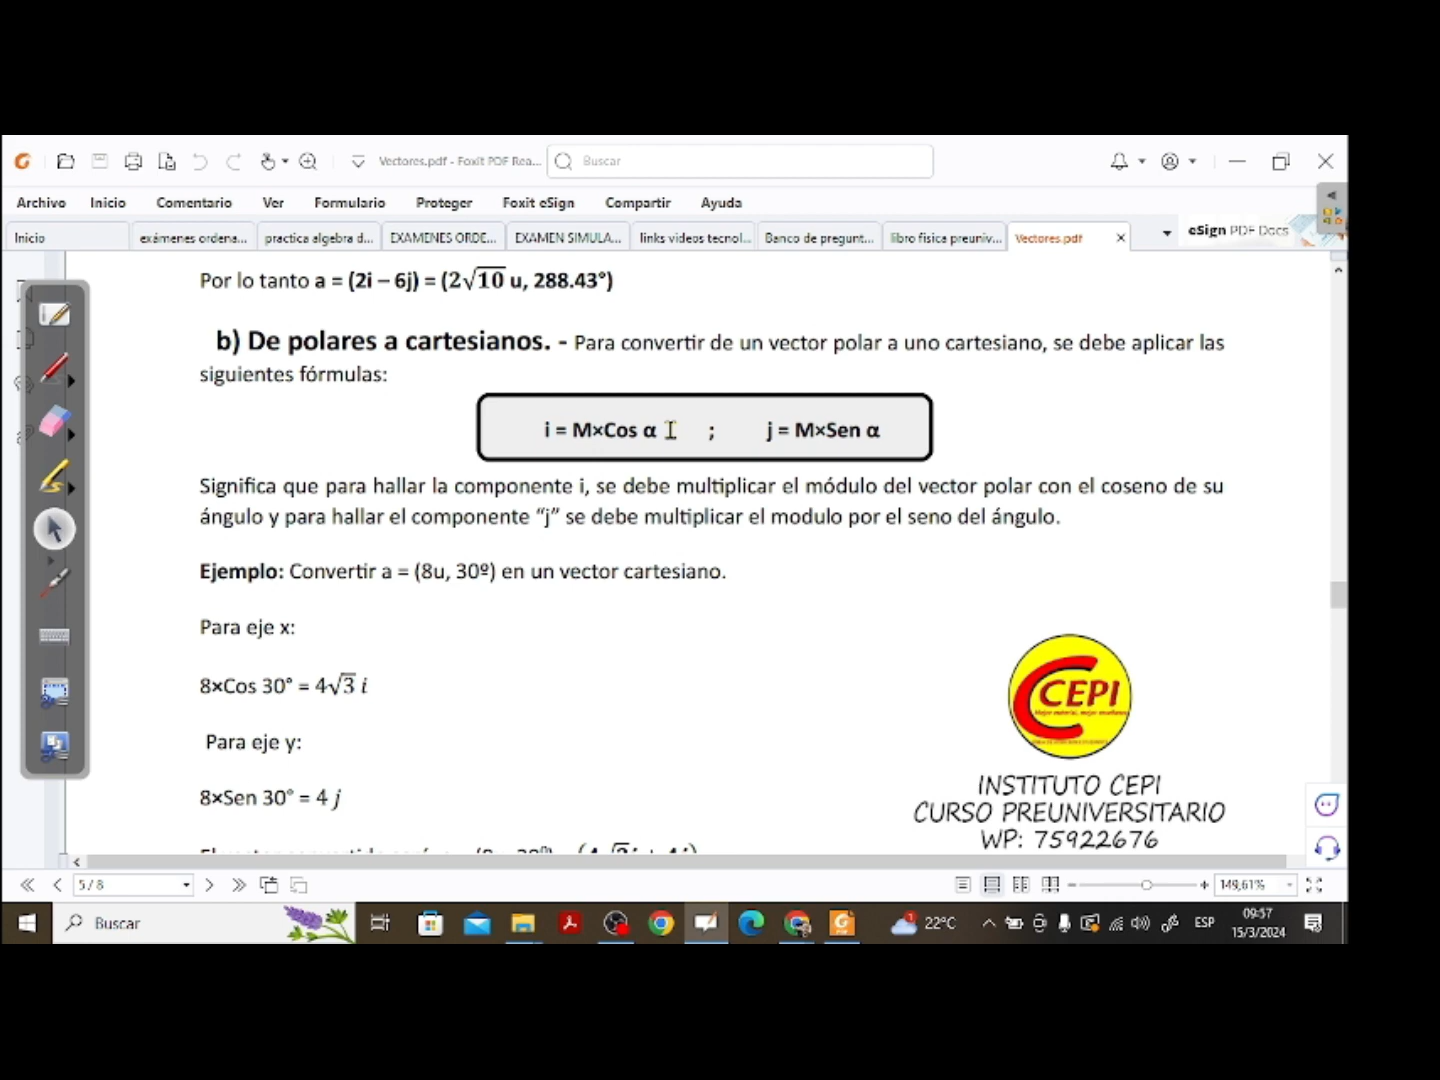 Vectores.pdf - Foxit PDF Rea...
Buscar
Archivo Inicio Comentario Ver Formulario Proteger Foxit eSign Compartir Ayuda
Inicio exámenes ordena... practica algebra d... EXAMENES ORDE... EXAMEN SIMULA... links videos tecnol... Banco de pregunt... libro fisica preuniv... Vectores.pdf eSign PDF Docs
Por lo tanto a = (2i – 6j) = (2√10 u, 288.43°)
b) De polares a cartesianos. - Para convertir de un vector polar a uno cartesiano, se debe aplicar las
siguientes fórmulas:
i = M×Cos α ; j = M×Sen α
Significa que para hallar la componente i, se debe multiplicar el módulo del vector polar con el coseno de su
ángulo y para hallar el componente “j” se debe multiplicar el modulo por el seno del ángulo.
Ejemplo: Convertir a = (8u, 30º) en un vector cartesiano.
Para eje x:
8×Cos 30° = 4√3 i
Para eje y:
8×Sen 30° = 4 j
CEPI
INSTITUTO CEPI
CURSO PREUNIVERSITARIO
WP: 75922676
5 / 8
149,61%
Buscar
22°C
ESP
09:57
15/3/2024